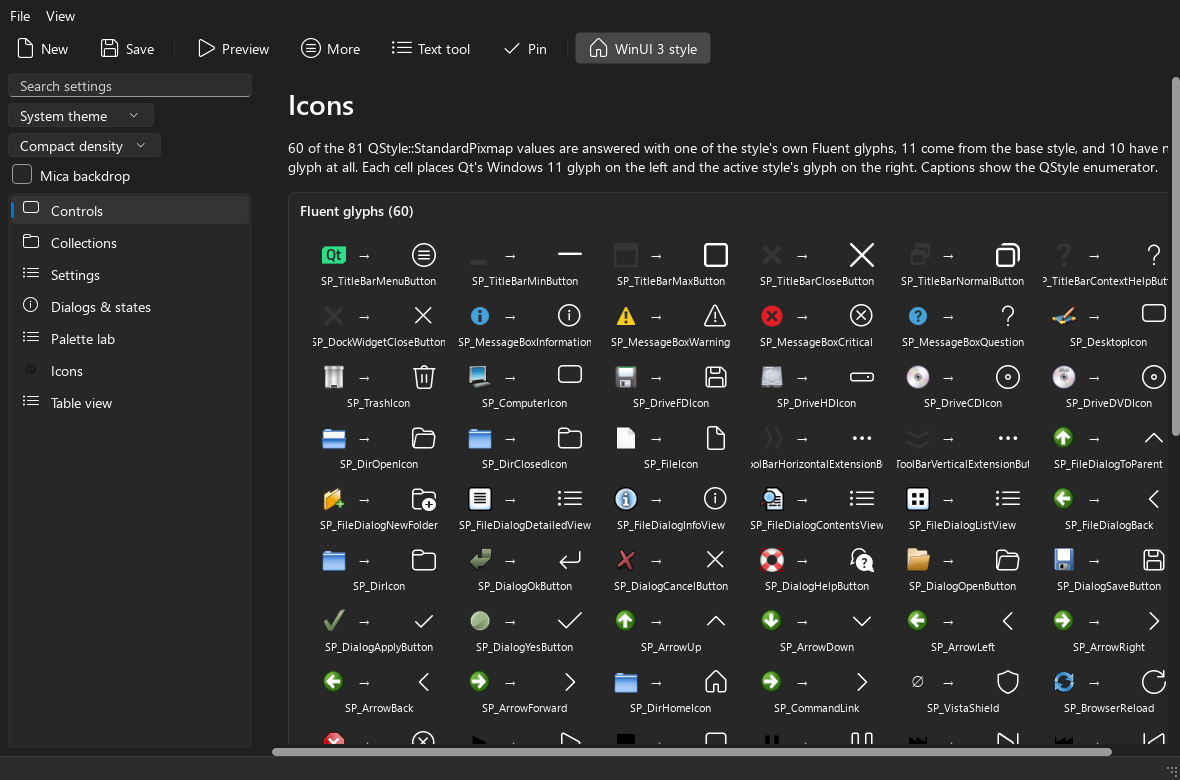 File View
New Save Preview More Text tool Pin WinUI 3 style
Search settings
System theme
Compact density
Mica backdrop
Controls
Collections
Settings
Dialogs & states
Palette lab
Icons
Table view
Icons
60 of the 81 QStyle::StandardPixmap values are answered with one of the style's own Fluent glyphs, 11 come from the base style, and 10 have
glyph at all. Each cell places Qt's Windows 11 glyph on the left and the active style's glyph on the right. Captions show the QStyle enumerator.
Fluent glyphs (60)
Qt
SP_TitleBarMenuButton SP_TitleBarMinButton SP_TitleBarMaxButton SP_TitleBarCloseButton SP_TitleBarNormalButton P_TitleBarContextHelpButt
SP_DockWidgetCloseButton SP_MessageBoxInformation SP_MessageBoxWarning SP_MessageBoxCritical SP_MessageBoxQuestion SP_DesktopIcon
SP_TrashIcon SP_ComputerIcon SP_DriveFDIcon SP_DriveHDIcon SP_DriveCDIcon SP_DriveDVDIcon
SP_DirOpenIcon SP_DirClosedIcon SP_FileIcon oolBarHorizontalExtensionB ToolBarVerticalExtensionBut SP_FileDialogToParent
SP_FileDialogNewFolder SP_FileDialogDetailedView SP_FileDialogInfoView SP_FileDialogContentsView SP_FileDialogListView SP_FileDialogBack
SP_DirIcon SP_DialogOkButton SP_DialogCancelButton SP_DialogHelpButton SP_DialogOpenButton SP_DialogSaveButton
SP_DialogApplyButton SP_DialogYesButton SP_ArrowUp SP_ArrowDown SP_ArrowLeft SP_ArrowRight
SP_ArrowBack SP_ArrowForward SP_DirHomeIcon SP_CommandLink SP_VistaShield SP_BrowserReload